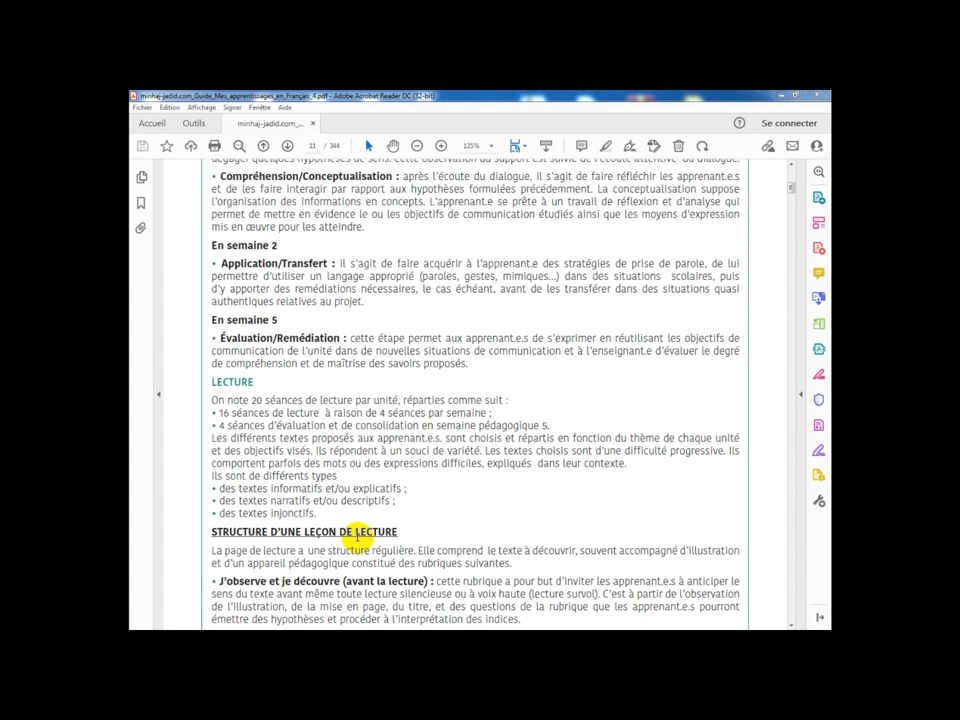 minhaj-jadid.com_Guide_Mes_apprentissages_en_Français_4.pdf - Adobe Acrobat Reader DC (32-bit)
Fichier Edition Affichage Signer Fenêtre Aide
Accueil Outils minhaj-jadid.com_... × Se connecter
11 / 344 125%
dégager quelques hypothèses de sens. Cette observation du support est suivie de l'écoute attentive du dialogue.
• Compréhension/Conceptualisation : après l'écoute du dialogue, il s'agit de faire réfléchir les apprenant.e.s
et de les faire interagir par rapport aux hypothèses formulées précédemment. La conceptualisation suppose
l'organisation des informations en concepts. L'apprenant.e se prête à un travail de réflexion et d'analyse qui
permet de mettre en évidence le ou les objectifs de communication étudiés ainsi que les moyens d'expression
mis en œuvre pour les atteindre.
En semaine 2
• Application/Transfert : il s'agit de faire acquérir à l'apprenant.e des stratégies de prise de parole, de lui
permettre d'utiliser un langage approprié (paroles, gestes, mimiques...) dans des situations scolaires, puis
d'y apporter des remédiations nécessaires, le cas échéant, avant de les transférer dans des situations quasi
authentiques relatives au projet.
En semaine 5
• Évaluation/Remédiation : cette étape permet aux apprenant.e.s de s'exprimer en réutilisant les objectifs de
communication de l'unité dans de nouvelles situations de communication et à l'enseignant.e d'évaluer le degré
de compréhension et de maîtrise des savoirs proposés.
LECTURE
On note 20 séances de lecture par unité, réparties comme suit :
• 16 séances de lecture à raison de 4 séances par semaine ;
• 4 séances d'évaluation et de consolidation en semaine pédagogique 5.
Les différents textes proposés aux apprenant.e.s. sont choisis et répartis en fonction du thème de chaque unité
et des objectifs visés. Ils répondent à un souci de variété. Les textes choisis sont d'une difficulté progressive. Ils
comportent parfois des mots ou des expressions difficiles, expliqués dans leur contexte.
Ils sont de différents types
• des textes informatifs et/ou explicatifs ;
• des textes narratifs et/ou descriptifs ;
• des textes injonctifs.
STRUCTURE D'UNE LEÇON DE LECTURE
La page de lecture a une structure régulière. Elle comprend le texte à découvrir, souvent accompagné d'illustration
et d'un appareil pédagogique constitué des rubriques suivantes.
• J'observe et je découvre (avant la lecture) : cette rubrique a pour but d'inviter les apprenant.e.s à anticiper le
sens du texte avant même toute lecture silencieuse ou à voix haute (lecture survol). C'est à partir de l'observation
de l'illustration, de la mise en page, du titre, et des questions de la rubrique que les apprenant.e.s pourront
émettre des hypothèses et procéder à l'interprétation des indices.